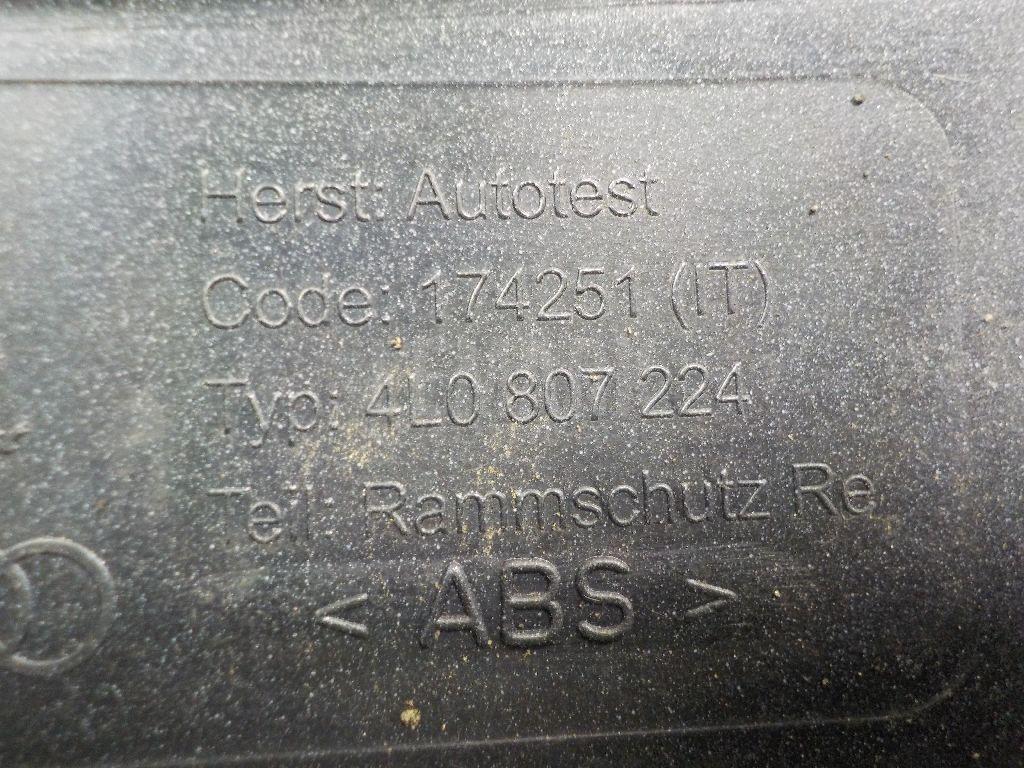 Herst: Autotest
Code: 174251 (IT)
Typ: 4L0 807 224
Teil: Rammschutz Re
< ABS >